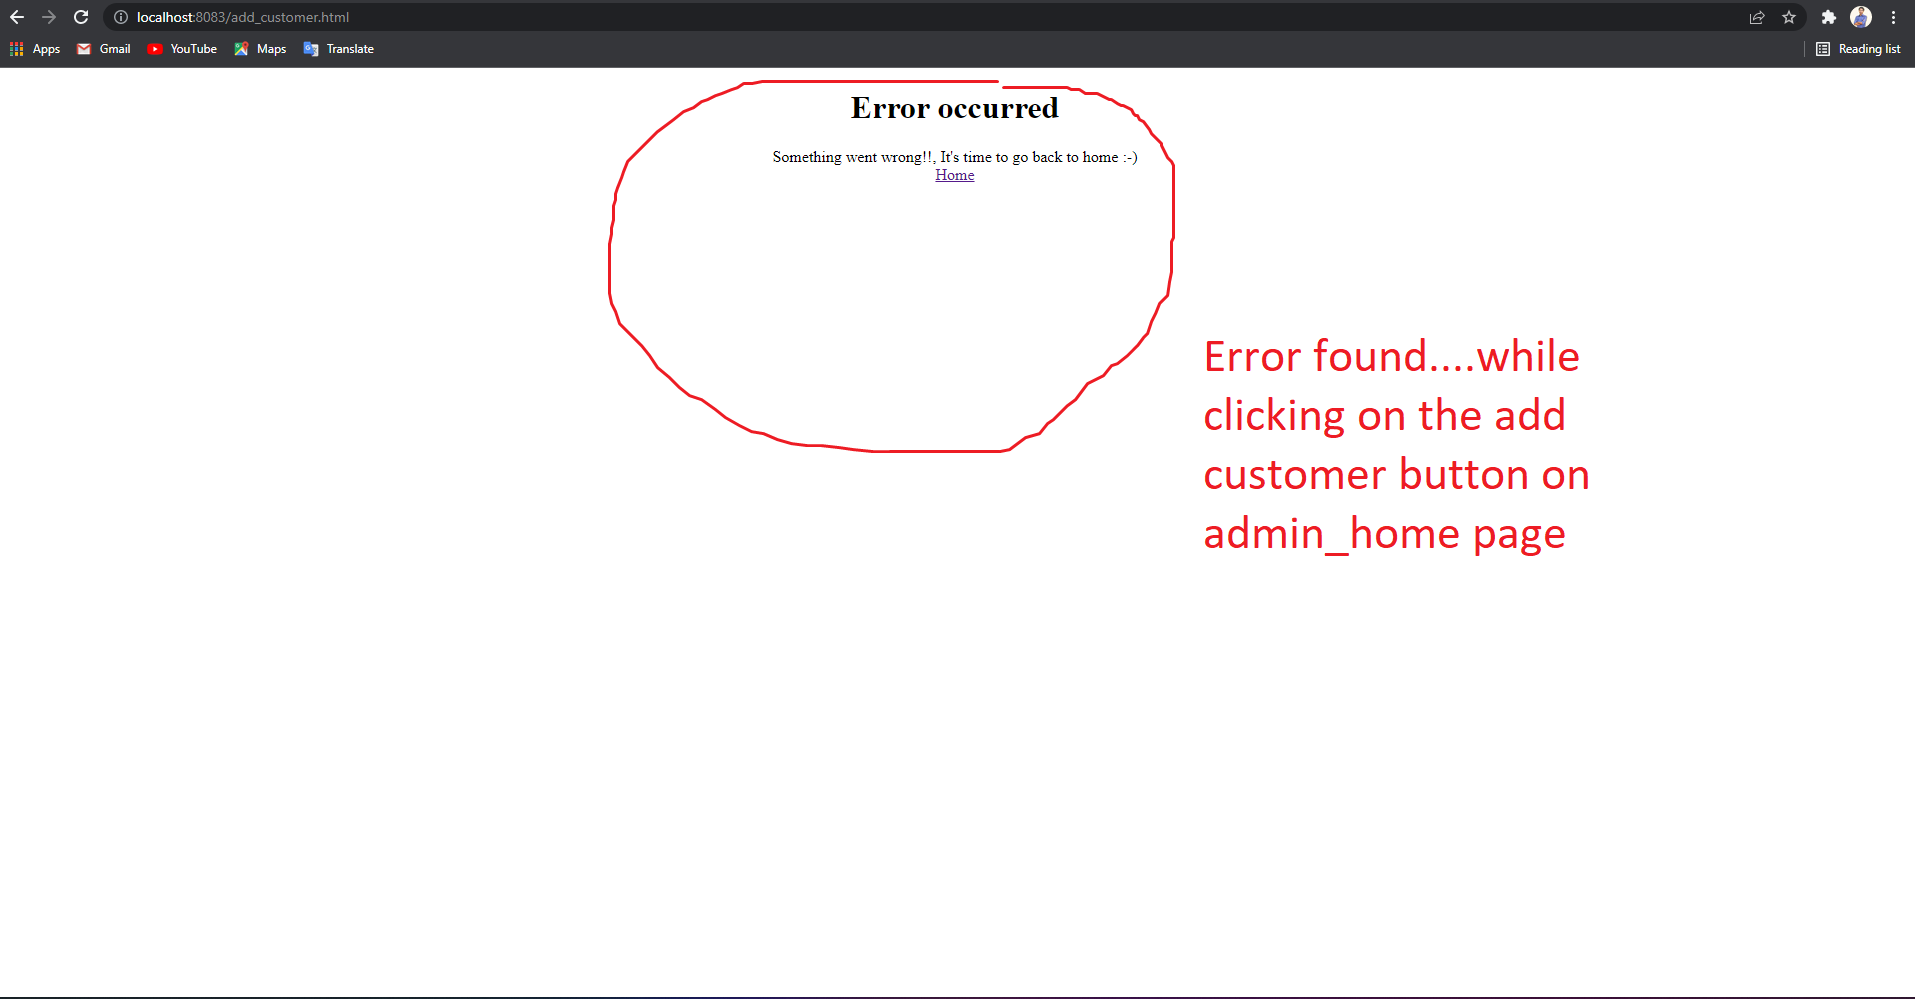 localhost:8083/add_customer.html
Apps Gmail YouTube Maps Translate Reading list
Error occurred
Something went wrong!!, It's time to go back to home :-)
Home
Error found....while
clicking on the add
customer button on
admin_home page